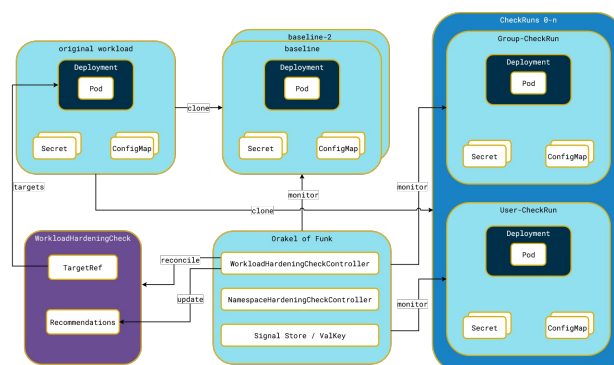 original workload
Deployment
Pod
Secret
ConfigMap
clone
baseline-2
baseline
Deployment
Pod
Secret
ConfigMap
CheckRuns 0-n
Group-CheckRun
Deployment
Pod
Secret
ConfigMap
monitor
monitor
targets
clone
WorkloadHardeningCheck
TargetRef
Recommendations
reconcile
update
Orakel of Funk
WorkloadHardeningCheckController
NamespaceHardeningCheckController
Signal Store / ValKey
monitor
User-CheckRun
Deployment
Pod
Secret
ConfigMap